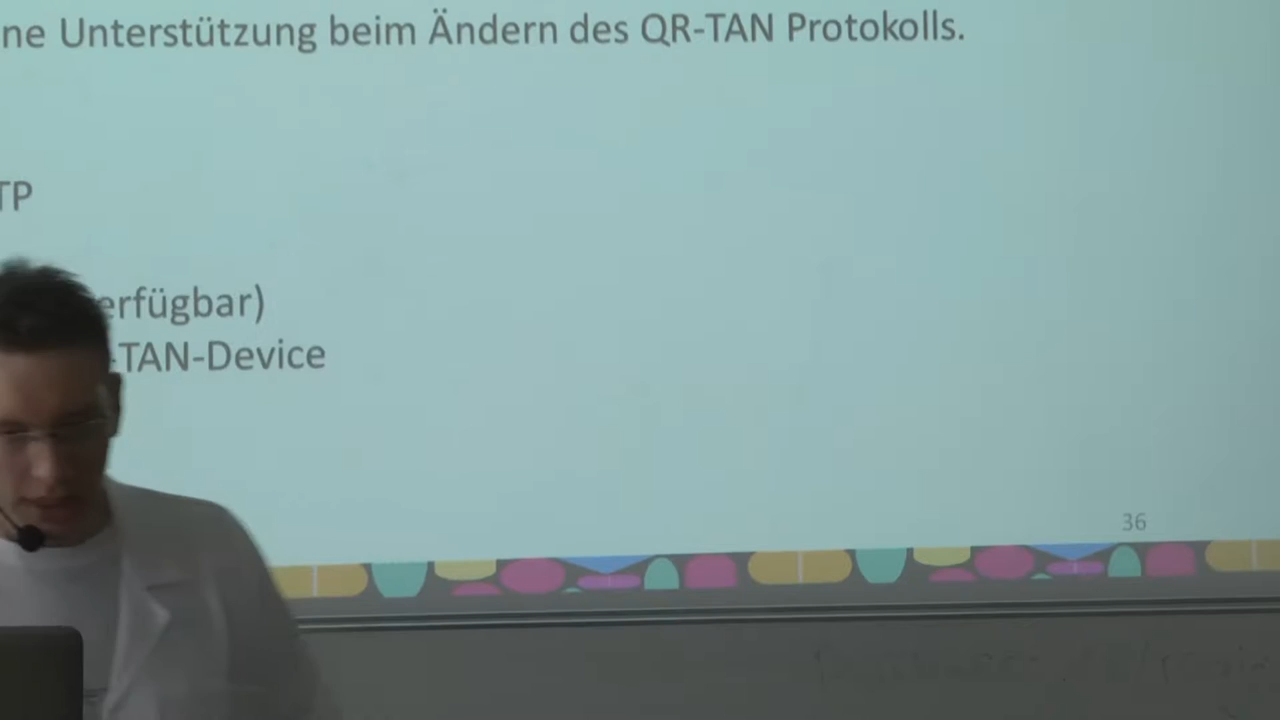 ne Unterstützung beim Ändern des QR-TAN Protokolls.
TP
erfügbar)
-TAN-Device
36